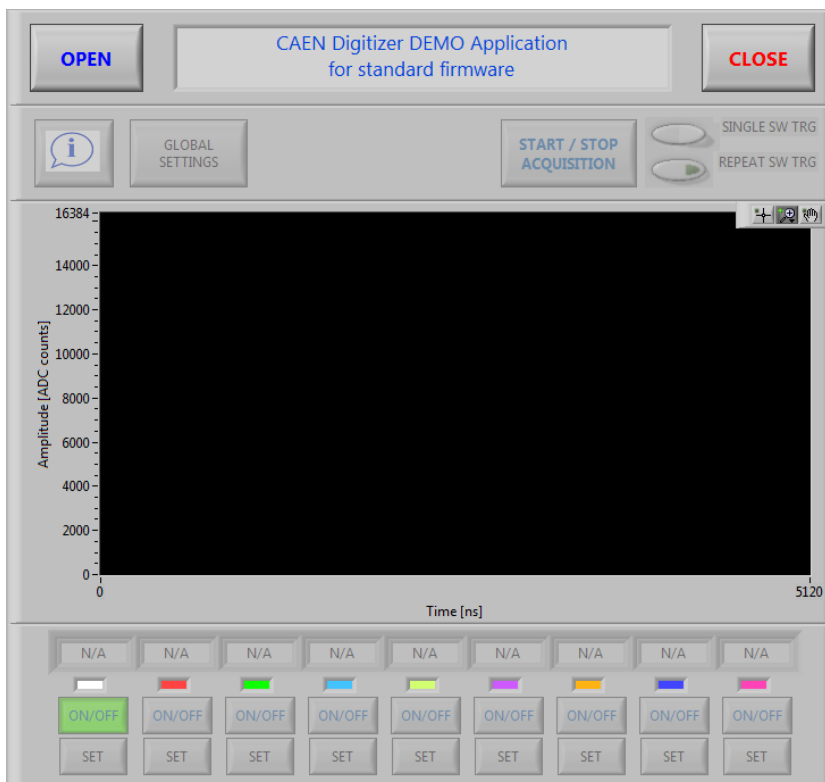 OPEN
CAEN Digitizer DEMO Application
for standard firmware
CLOSE
i
GLOBAL
SETTINGS
START / STOP
ACQUISITION
SINGLE SW TRG
REPEAT SW TRG
16384
14000
12000
10000
8000
6000
4000
2000
0
Amplitude [ADC counts]
0
5120
Time [ns]
N/A N/A N/A N/A N/A N/A N/A N/A N/A
ON/OFF ON/OFF ON/OFF ON/OFF ON/OFF ON/OFF ON/OFF ON/OFF ON/OFF
SET SET SET SET SET SET SET SET SET